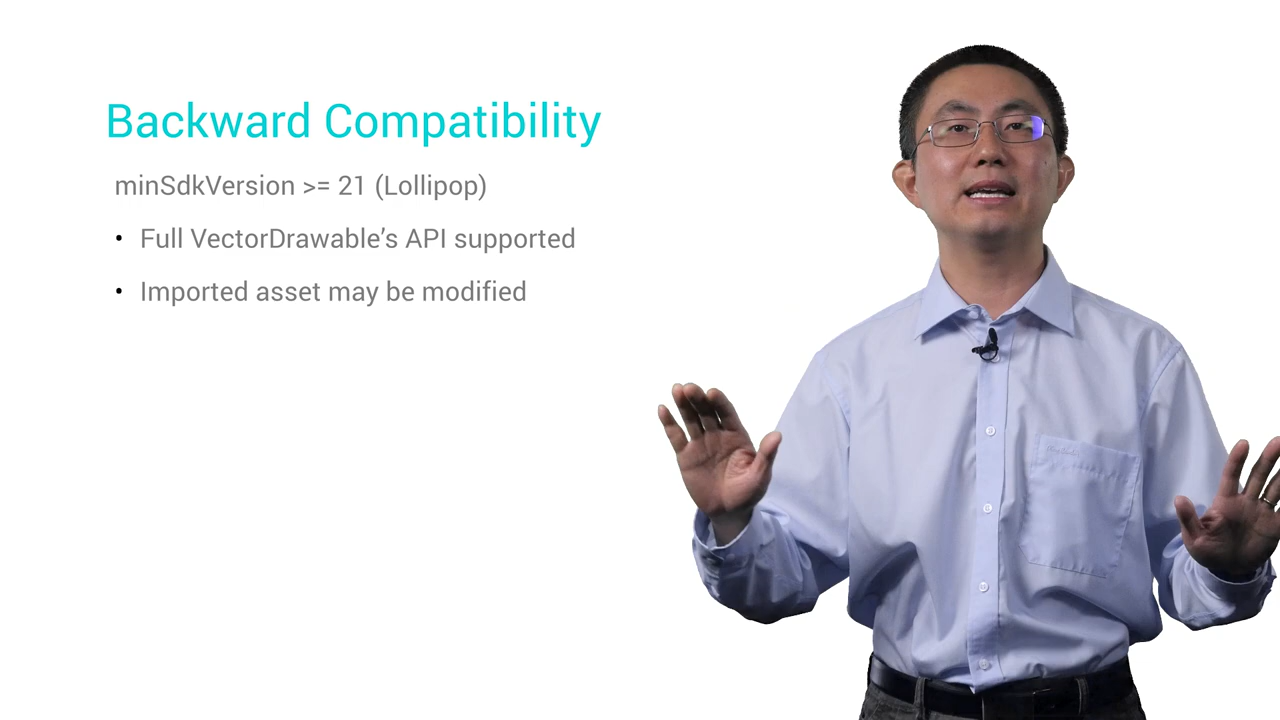 Backward Compatibility
minSdkVersion >= 21 (Lollipop)
• Full VectorDrawable’s API supported
• Imported asset may be modified